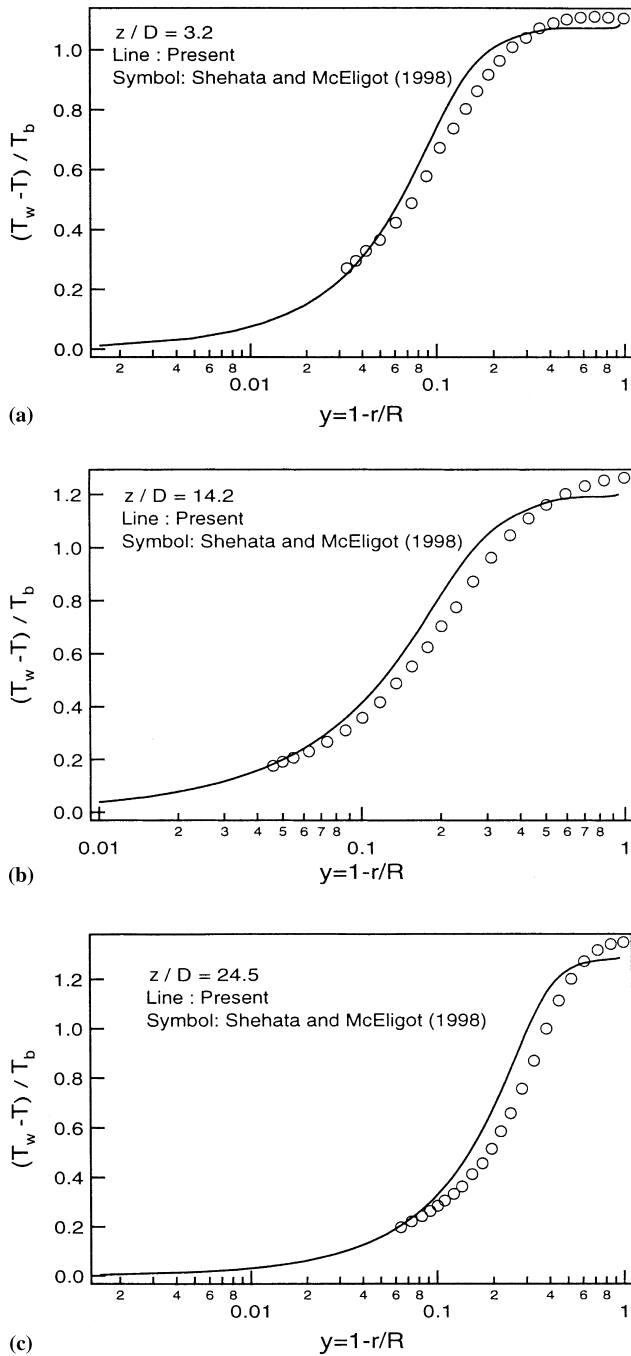 1.0
0.8
0.6
0.4
0.2
0.0
(Tw -T) / Tb
z / D = 3.2
Line : Present
Symbol: Shehata and McEligot (1998)
2 4 6 8 2 4 6 8 2 4 6 8
0.01 0.1 1
(a)
y=1-r/R
1.2
1.0
0.8
0.6
0.4
0.2
0.0
(Tw -T) / Tb
z / D = 14.2
Line : Present
Symbol: Shehata and McEligot (1998)
2 3 4 5 6 7 8 2 3 4 5 6 7 8
0.01 0.1 1
(b)
y=1-r/R
1.2
1.0
0.8
0.6
0.4
0.2
0.0
(Tw -T) / Tb
z / D = 24.5
Line : Present
Symbol: Shehata and McEligot (1998)
2 4 6 8 2 4 6 8 2 4 6 8
0.01 0.1 1
(c)
y=1-r/R